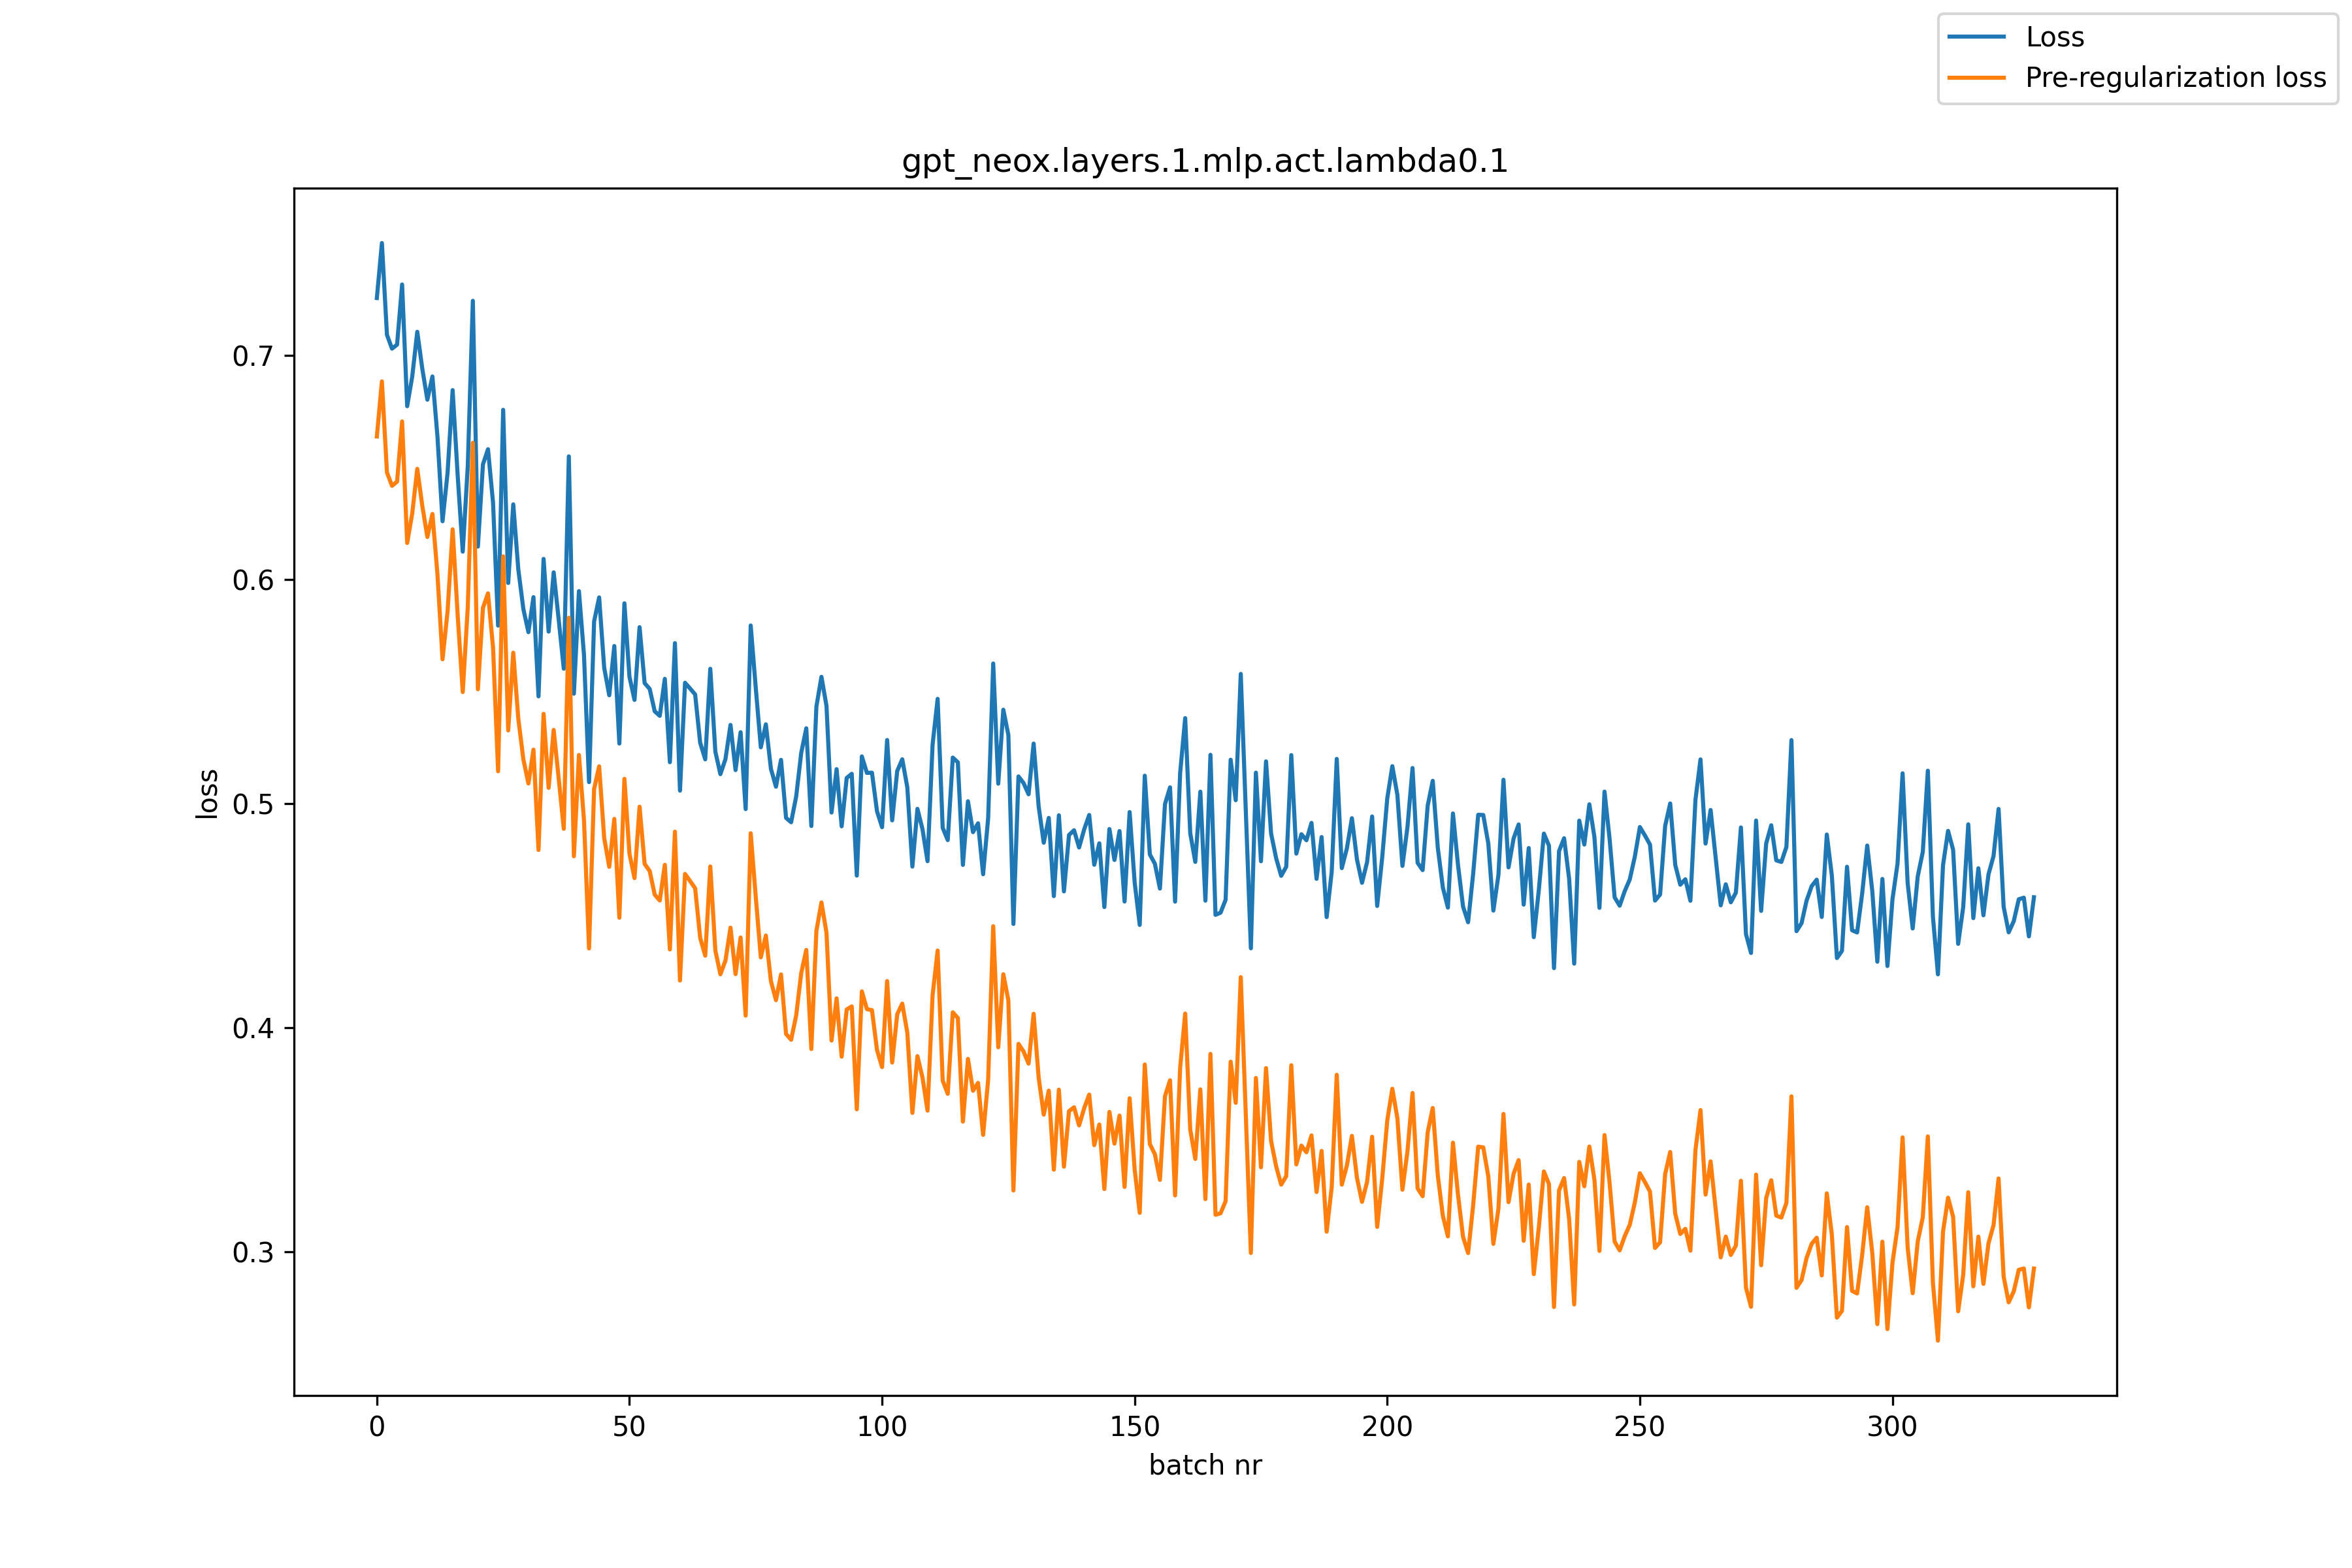 Loss
Pre-regularization loss
gpt_neox.layers.1.mlp.act.lambda0.1
0.7
0.6
0.5
0.4
0.3
loss
0 50 100 150 200 250 300
batch nr